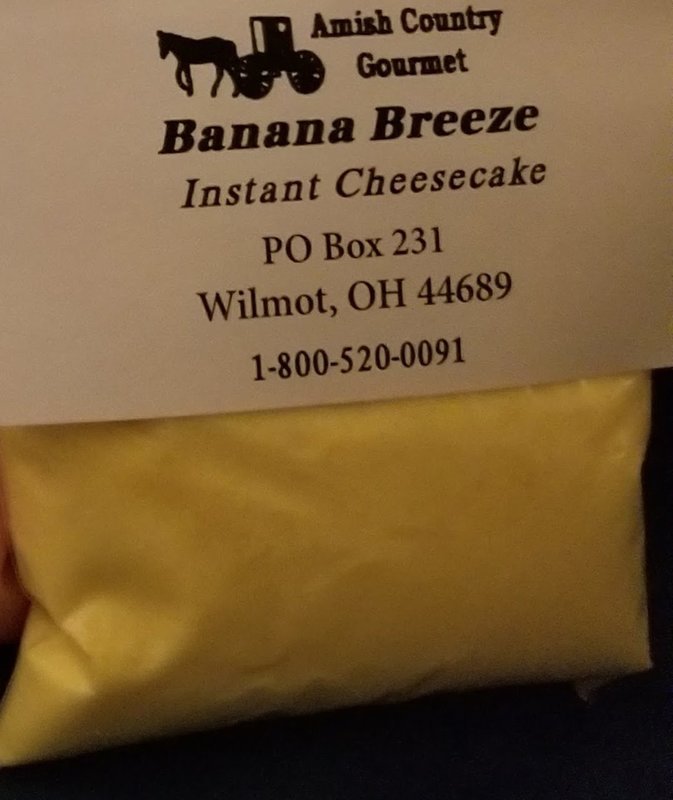 Amish Country
Gourmet
Banana Breeze
Instant Cheesecake
PO Box 231
Wilmot, OH 44689
1-800-520-0091